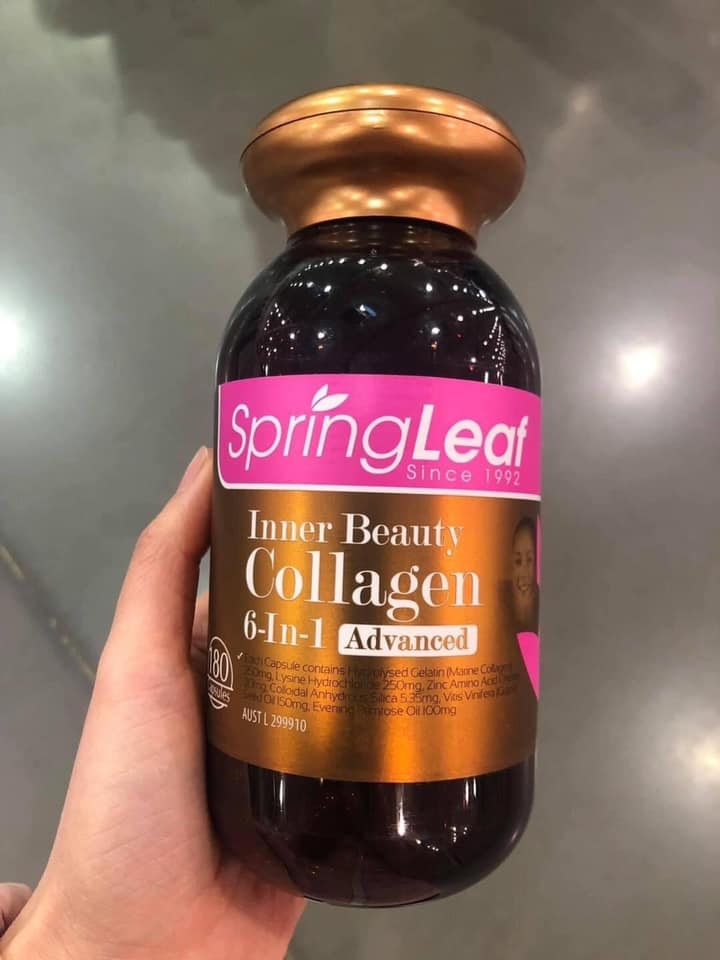 SpringLeaf
Since 1992
Inner Beauty
Collagen
6-In-1 Advanced
180
Capsules
Each Capsule contains Hydrolysed Gelatin (Marine Collagen)
250mg, Lysine Hydrochloride 250mg, Zinc Amino Acid
Colloidal Anhydrous Silica 5.35mg, Vitis Vinifera (Grape)
Seed Oil 150mg, Evening Primrose Oil 100mg
AUST L 299910